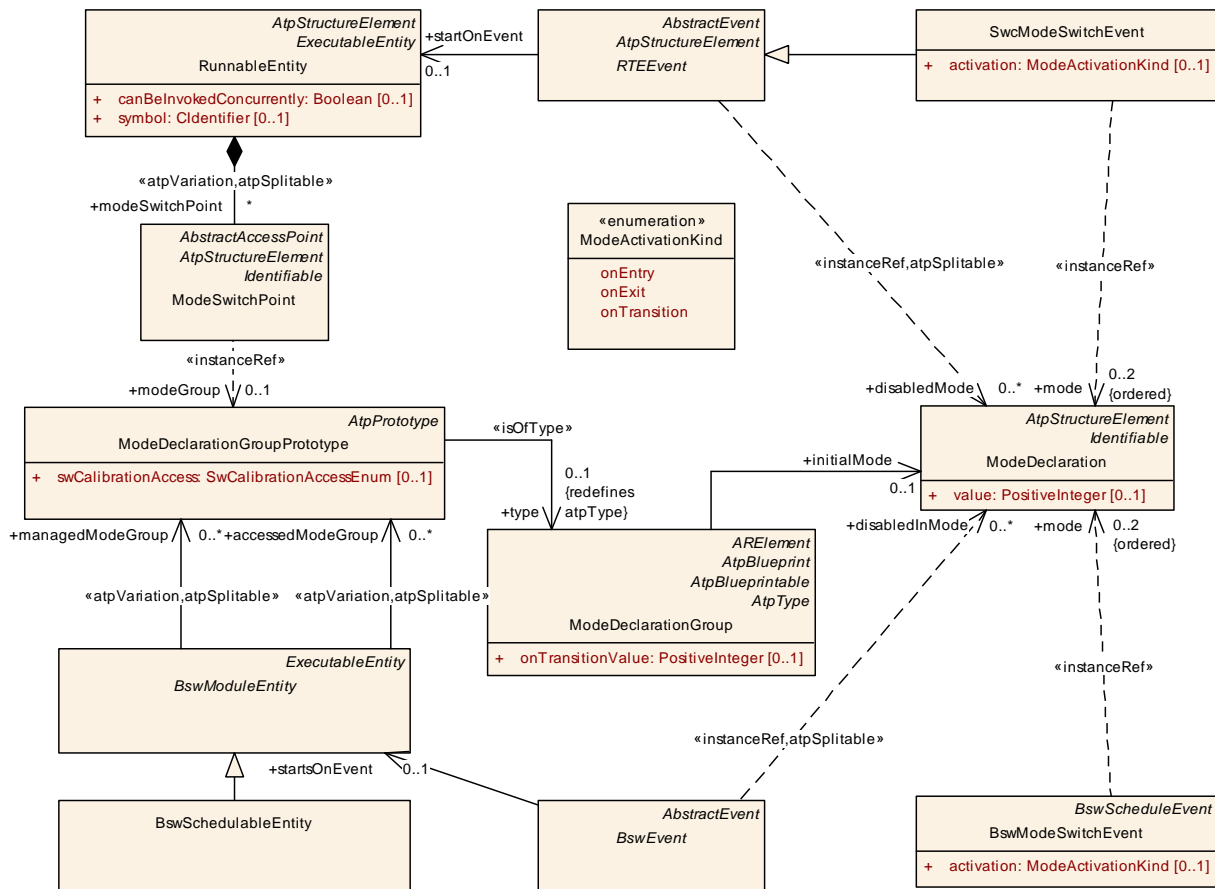 AtpStructureElement
ExecutableEntity
RunnableEntity
+ canBeInvokedConcurrently: Boolean [0..1]
+ symbol: CIdentifier [0..1]
+startOnEvent
0..1
AbstractEvent
AtpStructureElement
RTEEvent
SwcModeSwitchEvent
+ activation: ModeActivationKind [0..1]
«atpVariation,atpSplitable»
+modeSwitchPoint *
AbstractAccessPoint
AtpStructureElement
Identifiable
ModeSwitchPoint
«enumeration»
ModeActivationKind
onEntry
onExit
onTransition
«instanceRef,atpSplitable»
«instanceRef»
«instanceRef»
+modeGroup 0..1
+disabledMode 0..*
+mode 0..2
{ordered}
AtpPrototype
ModeDeclarationGroupPrototype
+ swCalibrationAccess: SwCalibrationAccessEnum [0..1]
«isOfType»
0..1
{redefines
atpType}
+type
+initialMode
0..1
AtpStructureElement
Identifiable
ModeDeclaration
+ value: PositiveInteger [0..1]
+managedModeGroup 0..*
+accessedModeGroup 0..*
+disabledInMode 0..*
+mode 0..2
{ordered}
ARElement
AtpBlueprint
AtpBlueprintable
AtpType
ModeDeclarationGroup
+ onTransitionValue: PositiveInteger [0..1]
«atpVariation,atpSplitable»
«atpVariation,atpSplitable»
ExecutableEntity
BswModuleEntity
«instanceRef»
«instanceRef,atpSplitable»
+startsOnEvent
0..1
BswSchedulableEntity
AbstractEvent
BswEvent
BswScheduleEvent
BswModeSwitchEvent
+ activation: ModeActivationKind [0..1]